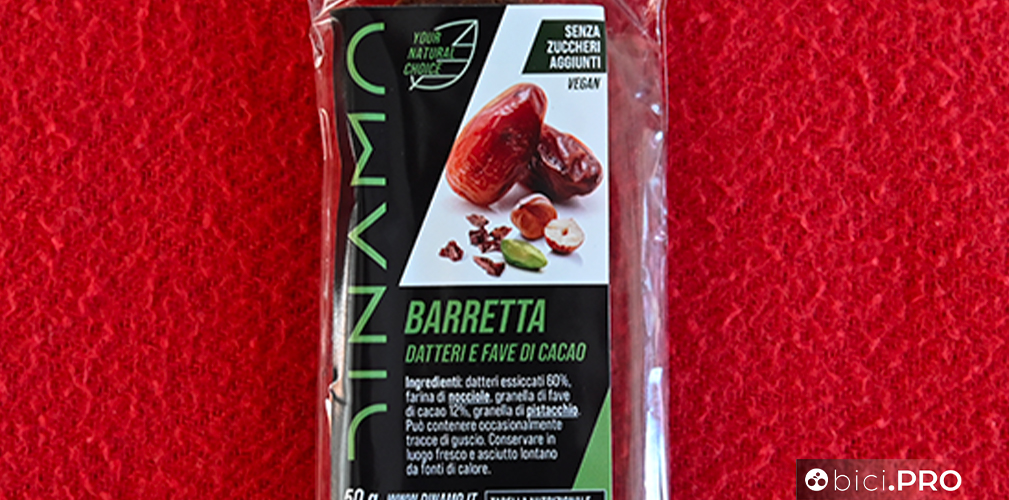 YOUR
NATURAL
CHOICE
DINAMO
SENZA
ZUCCHERI
AGGIUNTI
VEGAN
BARRETTA
DATTERI E FAVE DI CACAO
Ingredienti: datteri essiccati 60%,
farina di nocciole, granella di fave
di cacao 12%, granella di pistacchio.
Può contenere occasionalmente
tracce di guscio. Conservare in
luogo fresco e asciutto lontano
da fonti di calore.
50 g
bici.PRO